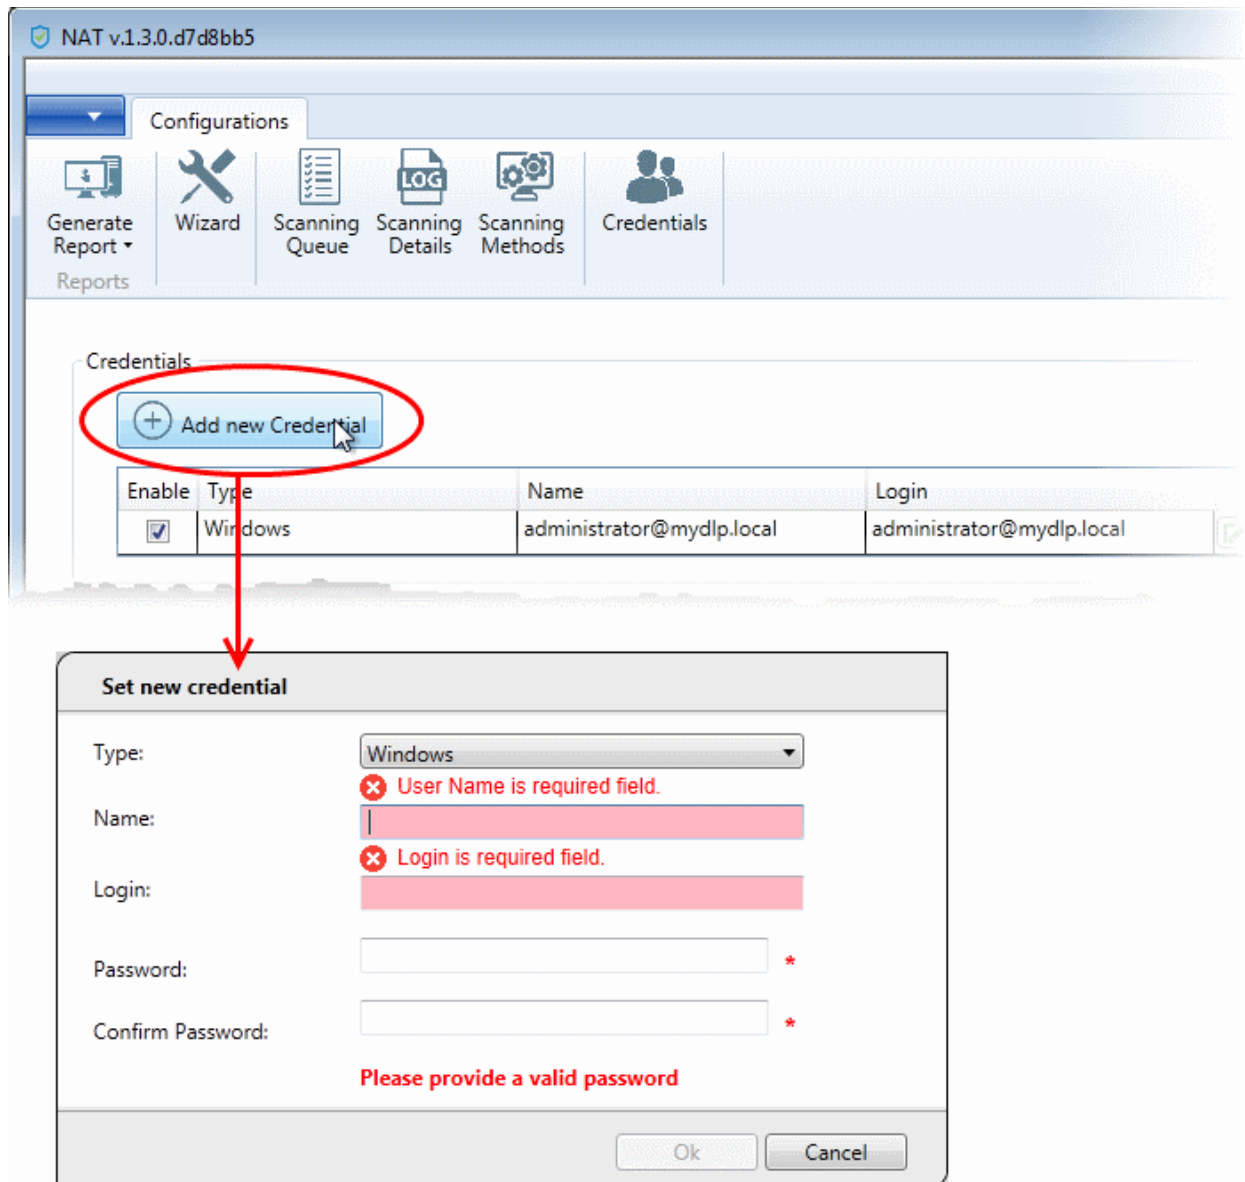 NAT v.1.3.0.d7d8bb5
Configurations
Generate Report
Wizard
Scanning Queue
LOG
Scanning Details
Scanning Methods
Credentials
Reports
Credentials
Add new Credential
Enable Type Name Login
Windows administrator@mydlp.local administrator@mydlp.local
Set new credential
Type: Windows
User Name is required field.
Name:
Login is required field.
Login:
Password: *
Confirm Password: *
Please provide a valid password
Ok Cancel